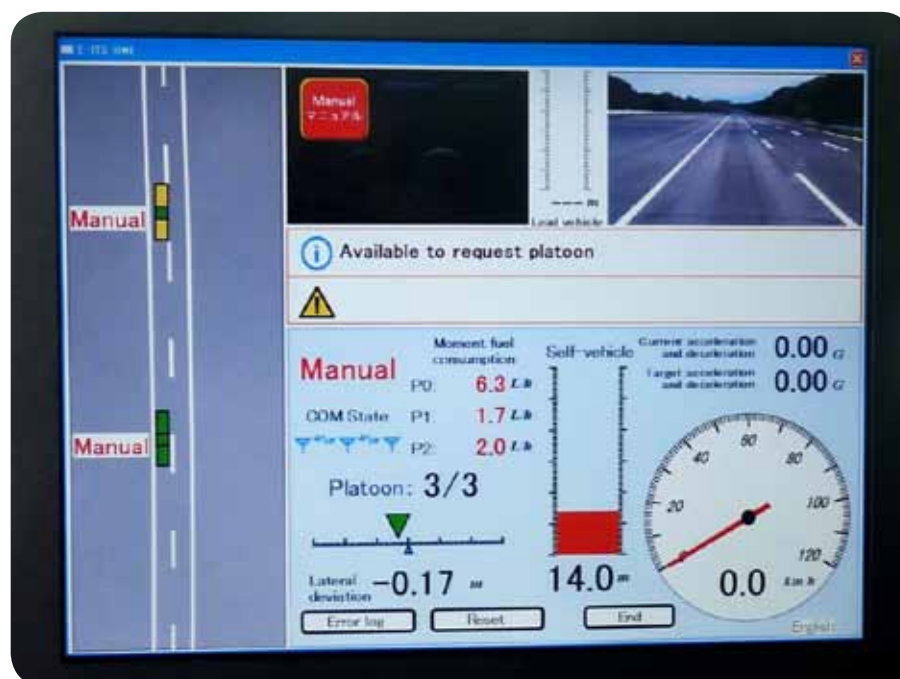 Manual
Manual
Manual
マニュアル
--- m
Lead vehicle
Available to request platoon
Manual
Moment fuel
consumption
P0: 6.3
COM State P1: 1.7
P2: 2.0
Platoon: 3/3
Lateral
deviation -0.17 m
Self-vehicle
14.0 m
Current acceleration
and deceleration 0.00 G
Target acceleration
and deceleration 0.00 G
20
40
60
80
100
120
0.0
Error log
Reset
End
English